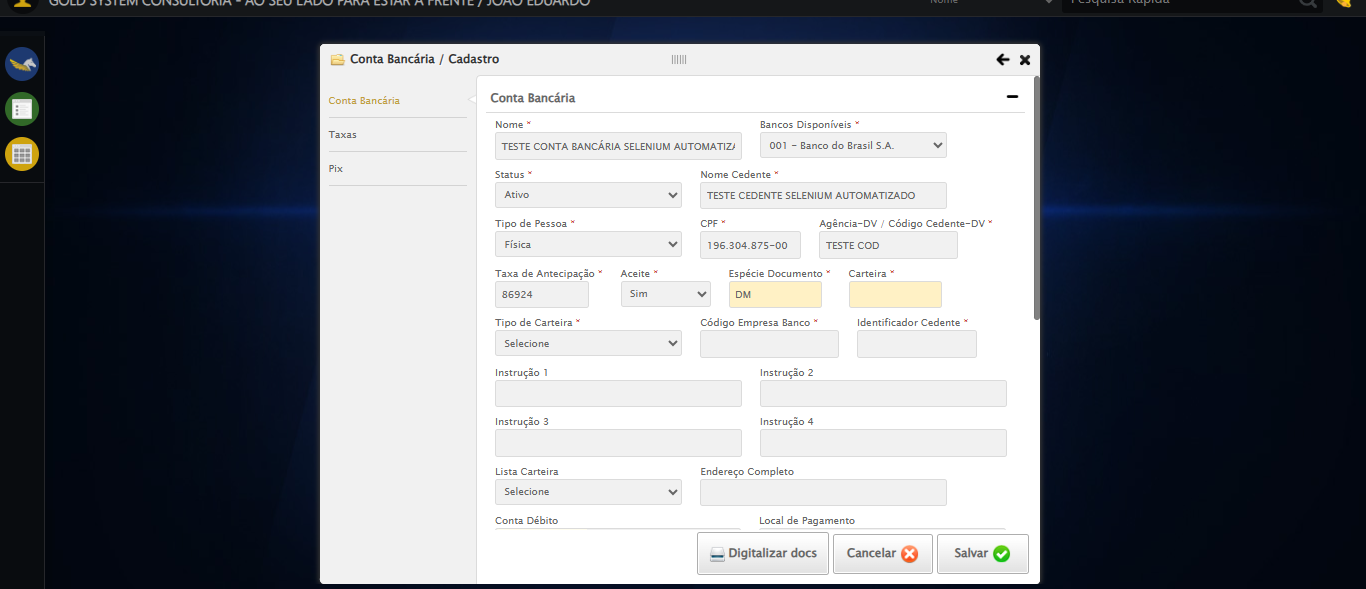 GOLD SYSTEM CONSULTORIA - AO SEU LADO PARA ESTAR À FRENTE / JOÃO EDUARDO
Nome
Pesquisa Rápida
Conta Bancária / Cadastro
Conta Bancária
Taxas
Pix
Conta Bancária
Nome * Bancos Disponíveis *
TESTE CONTA BANCÁRIA SELENIUM AUTOMATIZA 001 - Banco do Brasil S.A.
Status * Nome Cedente *
Ativo TESTE CEDENTE SELENIUM AUTOMATIZADO
Tipo de Pessoa * CPF * Agência-DV / Código Cedente-DV *
Física 196.304.875-00 TESTE COD
Taxa de Antecipação * Aceite * Espécie Documento * Carteira *
86924 Sim DM
Tipo de Carteira * Código Empresa Banco * Identificador Cedente *
Selecione
Instrução 1 Instrução 2
Instrução 3 Instrução 4
Lista Carteira Endereço Completo
Selecione
Conta Débito Local de Pagamento
Digitalizar docs Cancelar Salvar